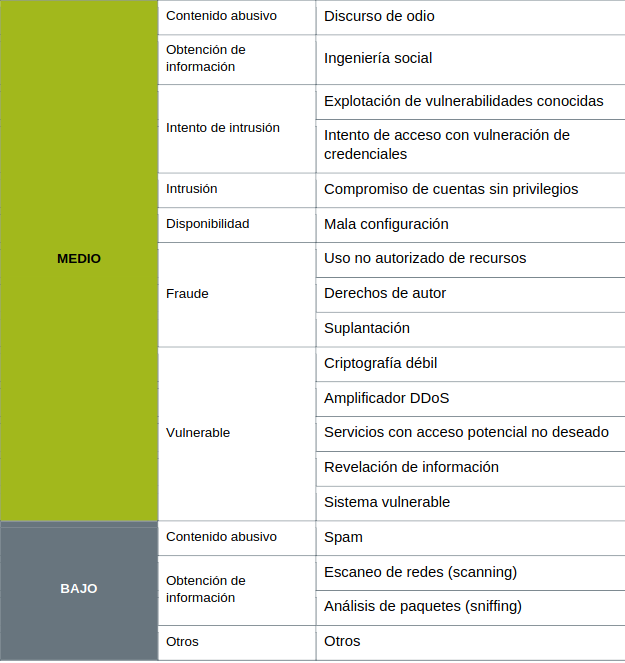 MEDIO
Contenido abusivo
Discurso de odio
Obtención de
información
Ingeniería social
Intento de intrusión
Explotación de vulnerabilidades conocidas
Intento de acceso con vulneración de
credenciales
Intrusión
Compromiso de cuentas sin privilegios
Disponibilidad
Mala configuración
Fraude
Uso no autorizado de recursos
Derechos de autor
Suplantación
Vulnerable
Criptografía débil
Amplificador DDoS
Servicios con acceso potencial no deseado
Revelación de información
Sistema vulnerable
BAJO
Contenido abusivo
Spam
Obtención de
información
Escaneo de redes (scanning)
Análisis de paquetes (sniffing)
Otros
Otros